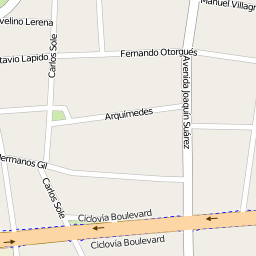 Manuel Villagr
velino Lerena
Carlos Sole
Fernando Otorgués
tavio Lapido
Avenida Joaquín Suárez
Arquímedes
Hermanos Gil
Carlos Sole
Ciclovía Boulevard
Ciclovía Boulevard